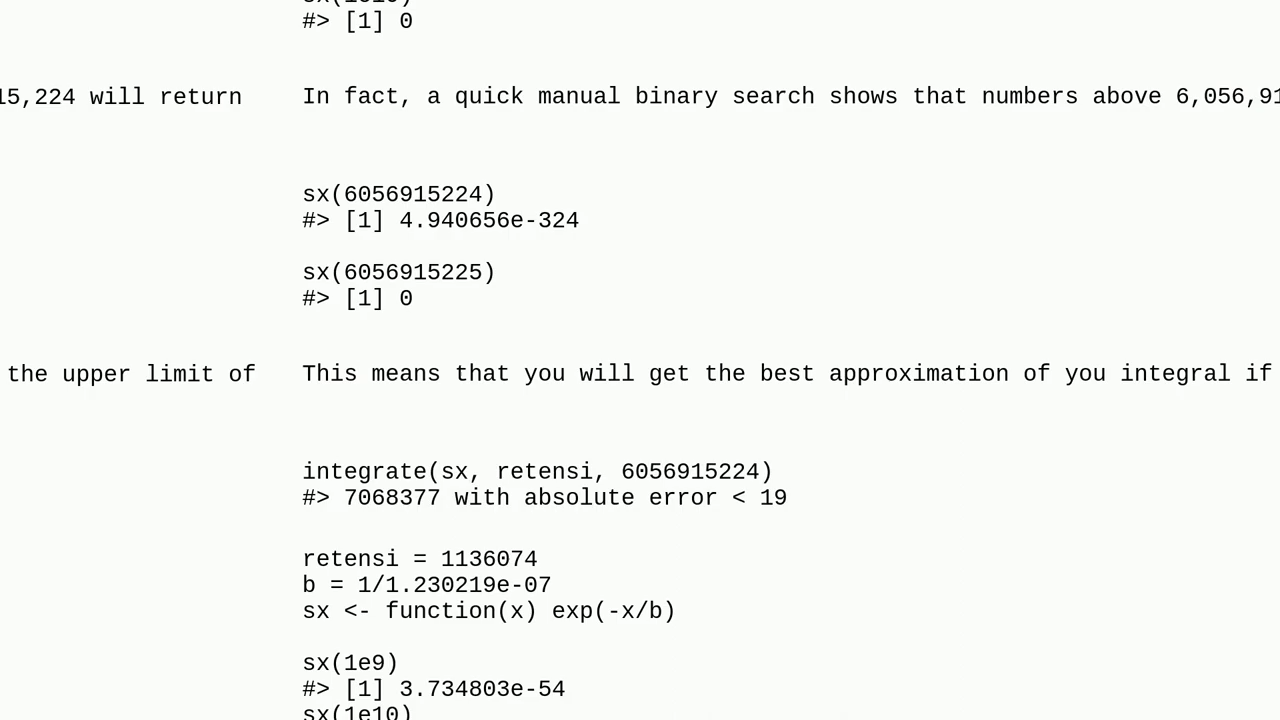 #> [1] 0
15,224 will return In fact, a quick manual binary search shows that numbers above 6,056,91
sx(6056915224)
#> [1] 4.940656e-324
sx(6056915225)
#> [1] 0
the upper limit of This means that you will get the best approximation of you integral if
integrate(sx, retensi, 6056915224)
#> 7068377 with absolute error < 19
retensi = 1136074
b = 1/1.230219e-07
sx <- function(x) exp(-x/b)
sx(1e9)
#> [1] 3.734803e-54
sx(1e10)